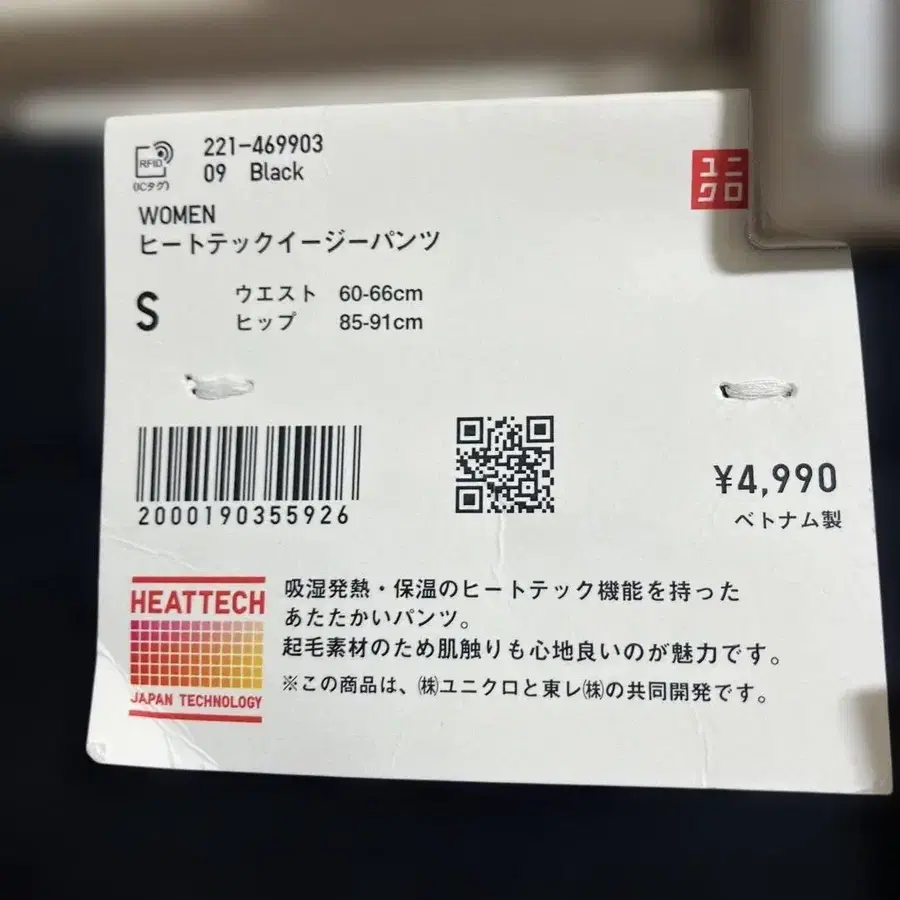 RFID
(ICタグ)
221-469903
09 Black
ユニ
クロ
WOMEN
ヒートテックイージーパンツ
S
ウエスト 60-66cm
ヒップ 85-91cm
2000190355926
¥4,990
ベトナム製
HEATTECH
JAPAN TECHNOLOGY
吸湿発熱・保温のヒートテック機能を持った
あたたかいパンツ。
起毛素材のため肌触りも心地良いのが魅力です。
※この商品は、㈱ユニクロと東レ㈱の共同開発です。